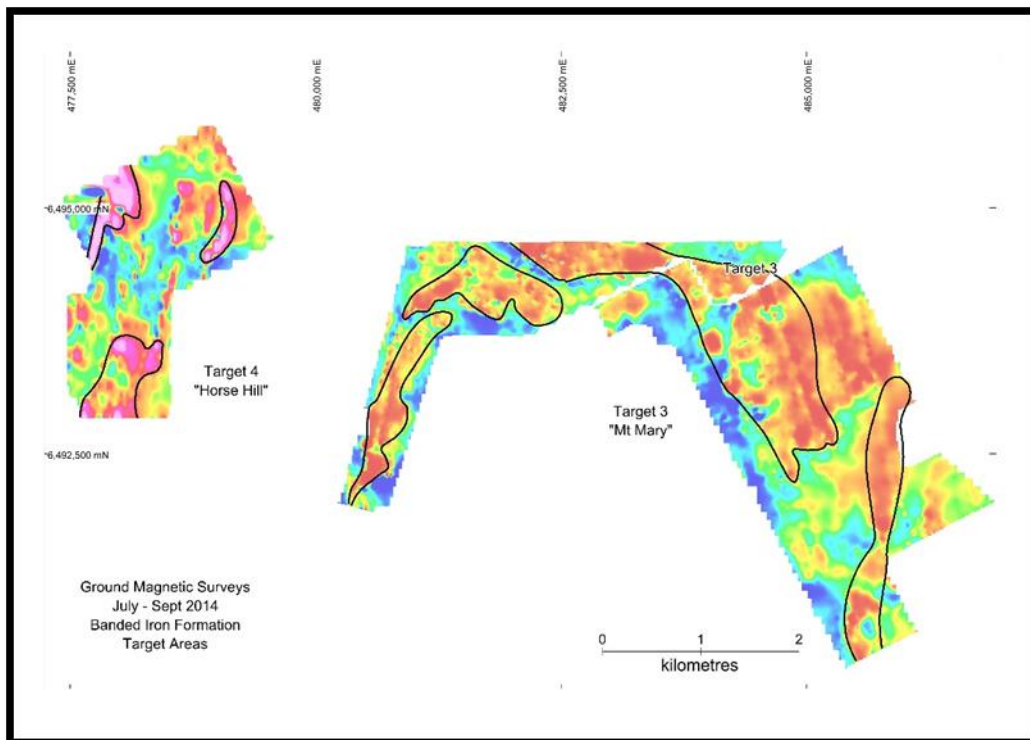 477,500 mE
480,000 mE
482,500 mE
485,000 mE
6,495,000 mN
Target 3
Target 4
"Horse Hill"
Target 3
"Mt Mary"
6,492,500 mN
Ground Magnetic Surveys
July - Sept 2014
Banded Iron Formation
Target Areas
0 1 2
kilometres